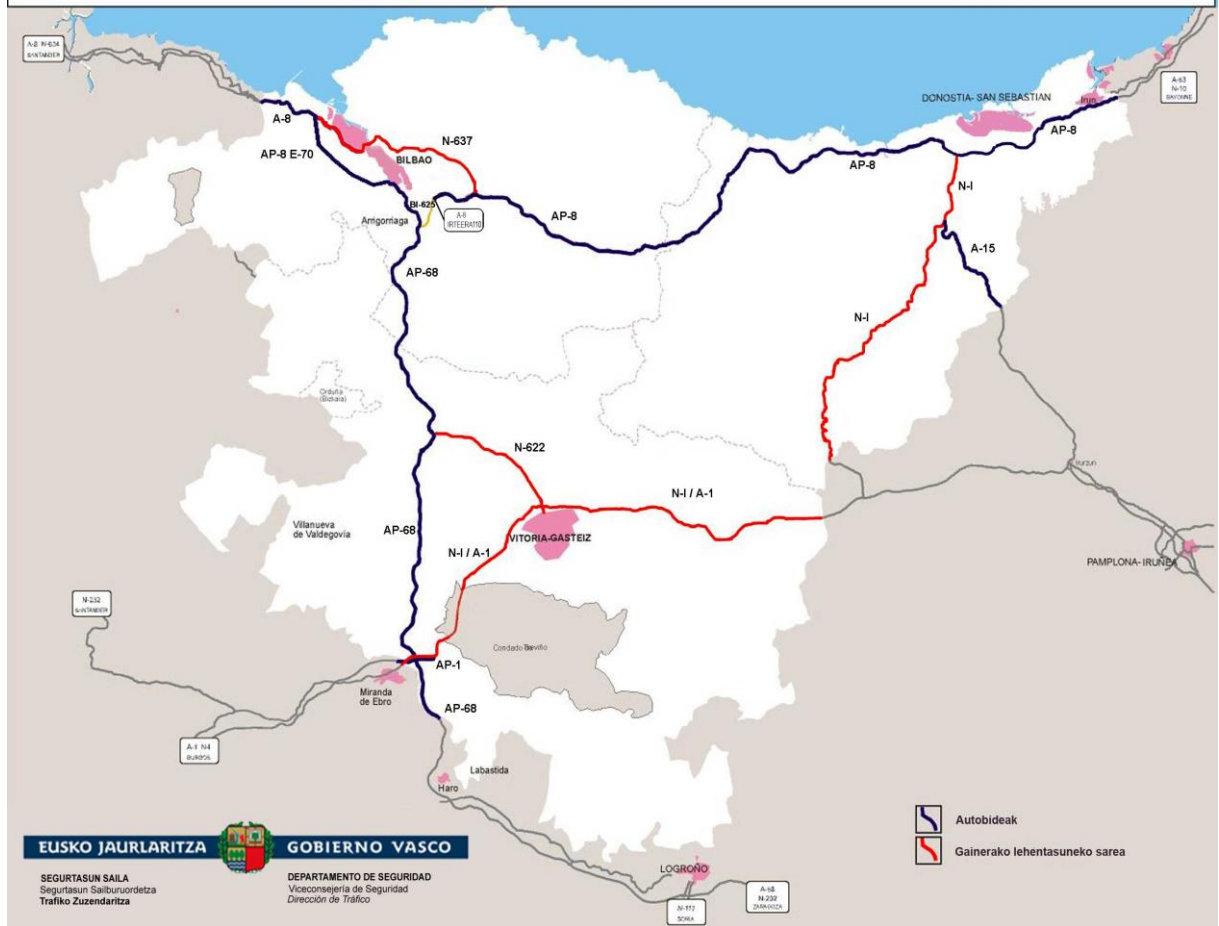 A-8 N-634
SANTANDER
DONOSTIA- SAN SEBASTIAN
Irun
A-63
N-10
BAYONNE
A-8
AP-8
AP-8 E-70
N-637
BILBAO
AP-8
BI-625
A-8
IRTEERA110
Arrigorriaga
AP-8
N-I
AP-68
A-15
N-I
Orduña
(Bizkaia)
N-622
N-I / A-1
Villanueva
de Valdegovia
AP-68
VITORIA-GASTEIZ
N-I / A-1
PAMPLONA- IRUÑEA
N-232
SANTANDER
AP-1
Miranda
de Ebro
AP-68
BURGOS
Labastida
Haro
Autobideak
Gainerako lehentasuneko sarea
EUSKO JAURLARITZA
GOBIERNO VASCO
SEGURTASUN SAILA
Segurtasun Sailburuordetza
Trafiko Zuzendaritza
DEPARTAMENTO DE SEGURIDAD
Viceconsejería de Seguridad
Dirección de Tráfico
LOGROÑO
N-111
SORIA
A-68
N-232
ZARAGOZA